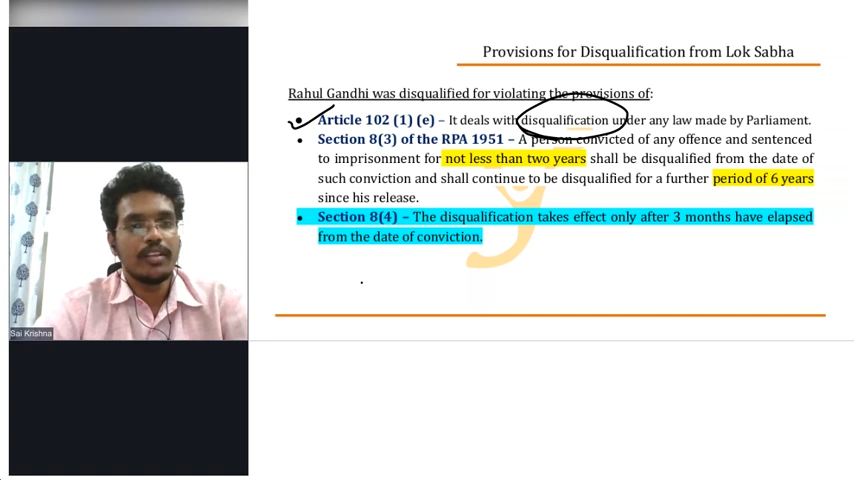 Provisions for Disqualification from Lok Sabha
Rahul Gandhi was disqualified for violating the provisions of:
• Article 102 (1) (e) – It deals with disqualification under any law made by Parliament.
• Section 8(3) of the RPA 1951 – A person convicted of any offence and sentenced
to imprisonment for not less than two years shall be disqualified from the date of
such conviction and shall continue to be disqualified for a further period of 6 years
since his release.
• Section 8(4) – The disqualification takes effect only after 3 months have elapsed
from the date of conviction.
Sai Krishna